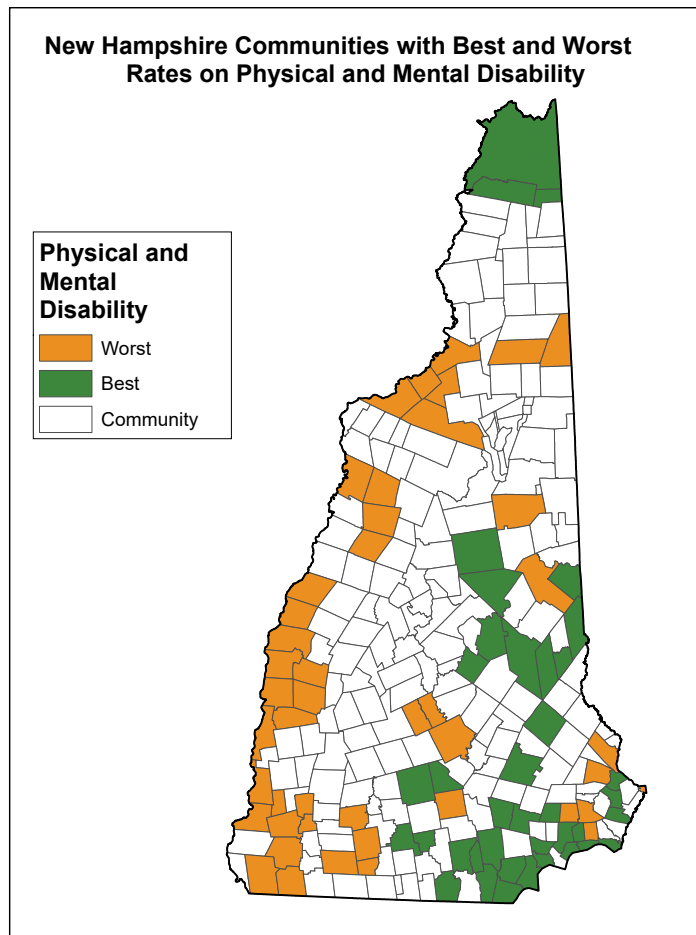 New Hampshire Communities with Best and Worst
Rates on Physical and Mental Disability
Physical and
Mental
Disability
Worst
Best
Community